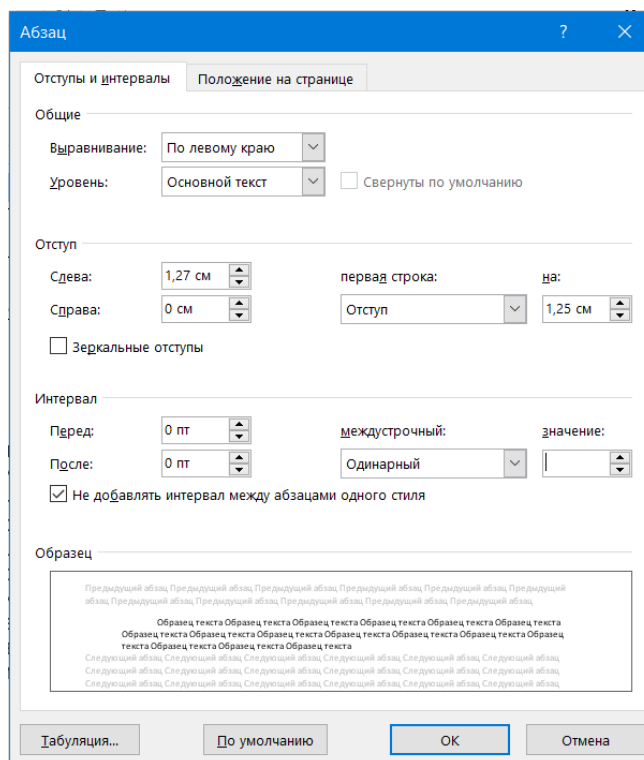 Абзац ? ×
Отступы и интервалы Положение на странице
Общие
Выравнивание: По левому краю
Уровень: Основной текст Свернуты по умолчанию
Отступ
Слева: 1,27 см первая строка: на:
Справа: 0 см Отступ 1,25 см
Зеркальные отступы
Интервал
Перед: 0 пт междустрочный: значение:
После: 0 пт Одинарный
Не добавлять интервал между абзацами одного стиля
Образец
Предыдущий абзац Предыдущий абзац Предыдущий абзац Предыдущий абзац Предыдущий абзац Предыдущий
абзац Предыдущий абзац Предыдущий абзац Предыдущий абзац Предыдущий абзац Предыдущий абзац
Образец текста Образец текста Образец текста Образец текста Образец текста Образец текста
Образец текста Образец текста Образец текста Образец текста Образец текста Образец текста Образец
текста Образец текста Образец текста Образец текста
Следующий абзац Следующий абзац Следующий абзац Следующий абзац Следующий абзац Следующий абзац
Следующий абзац Следующий абзац Следующий абзац Следующий абзац Следующий абзац Следующий абзац
Следующий абзац Следующий абзац Следующий абзац Следующий абзац Следующий абзац Следующий абзац
Табуляция... По умолчанию ОК Отмена